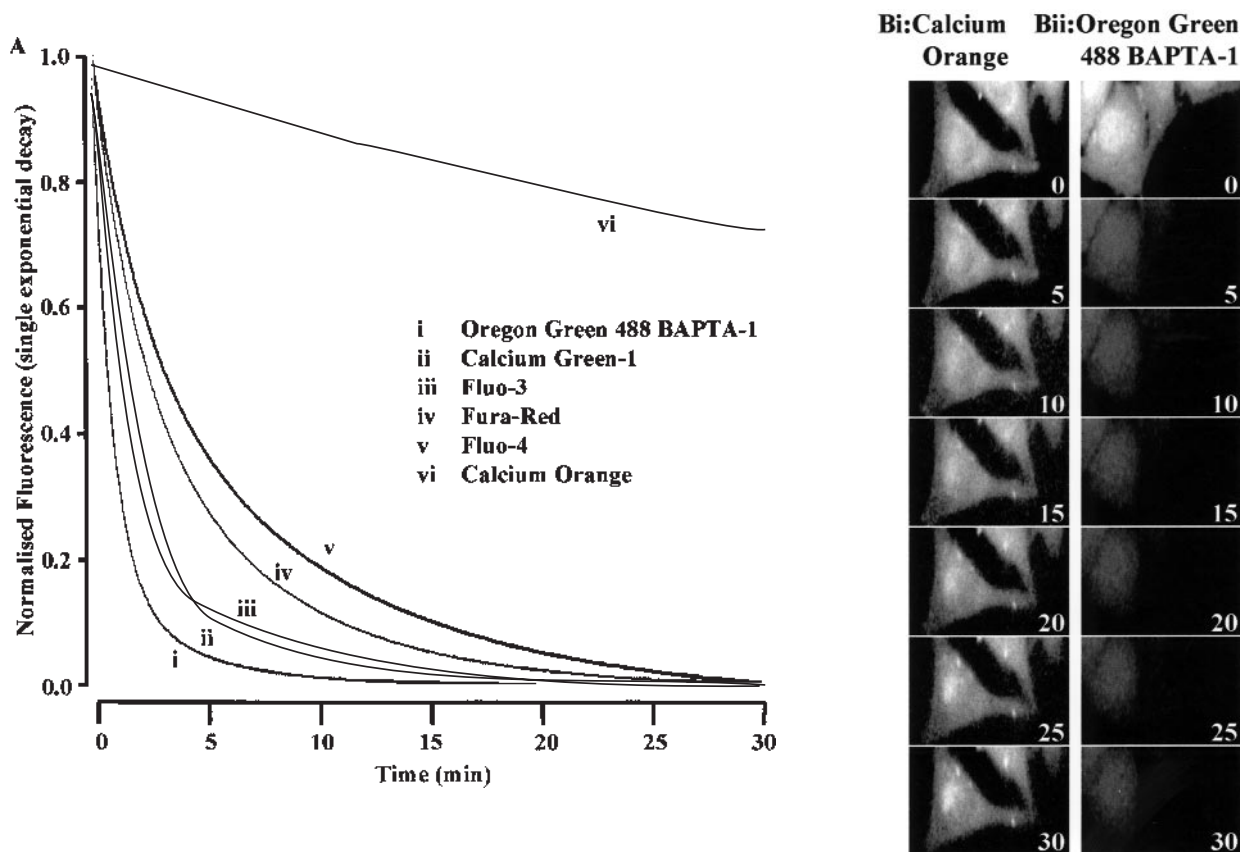 A
Normalised Fluorescence (single exponential decay)
1.0
0.8
0.6
0.4
0.2
0.0
0 5 10 15 20 25 30
Time (min)
vi
v
iv
iii
ii
i
i Oregon Green 488 BAPTA-1
ii Calcium Green-1
iii Fluo-3
iv Fura-Red
v Fluo-4
vi Calcium Orange
Bi:Calcium
Orange
Bii:Oregon Green
488 BAPTA-1
0 0
5 5
10 10
15 15
20 20
25 25
30 30